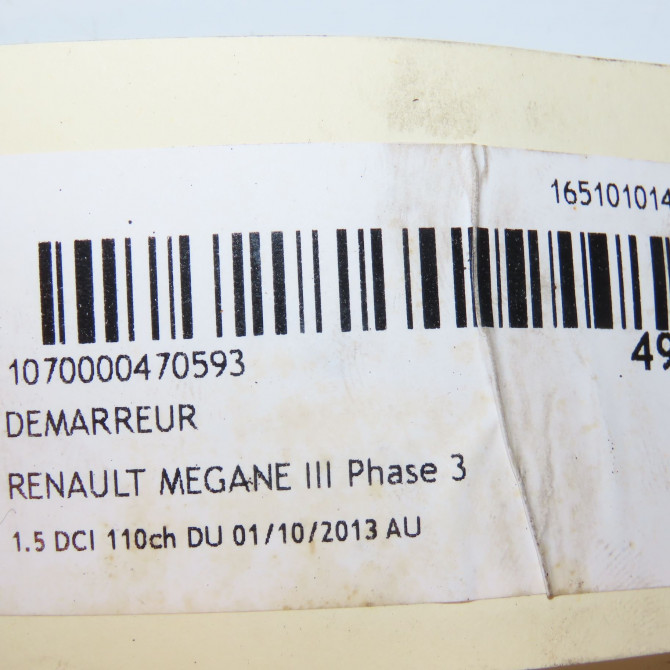 165101014
49
1070000470593
DEMARREUR
RENAULT MEGANE III Phase 3
1.5 DCI 110ch DU 01/10/2013 AU